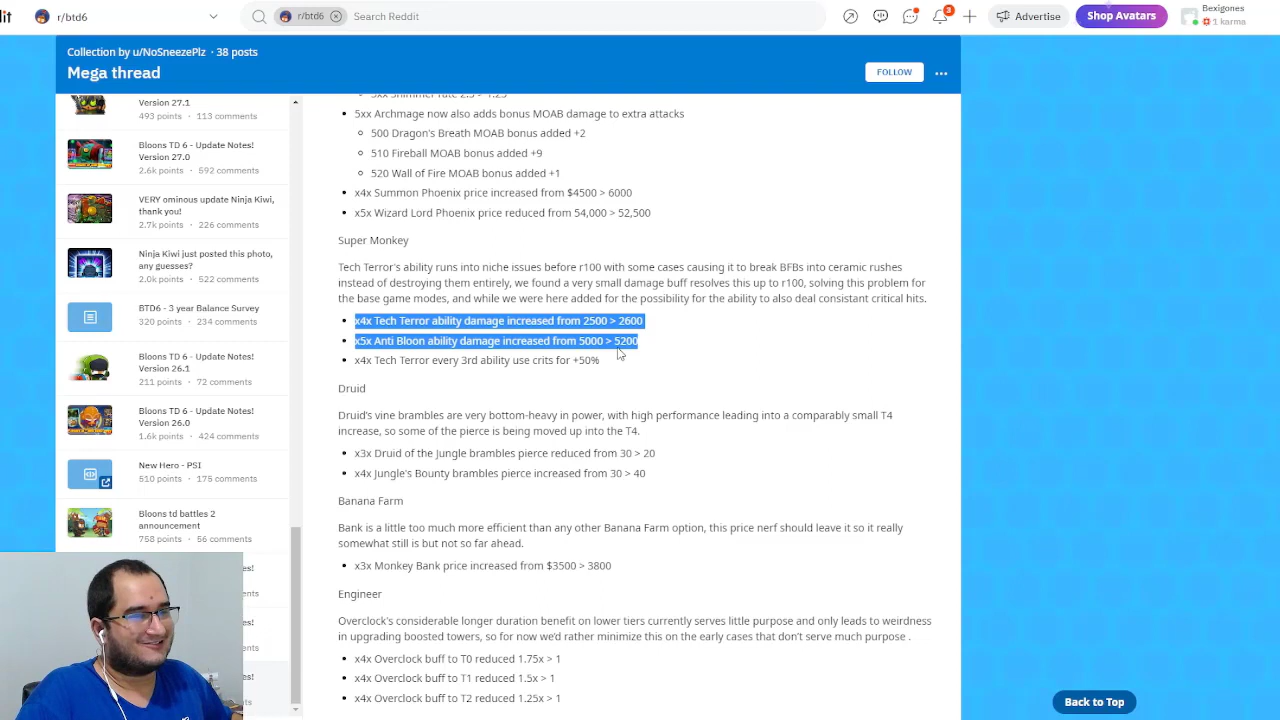 it
r/btd6
r/btd6
Search Reddit
3
Advertise
Shop Avatars
Bexigones
1 karma
Collection by u/NoSneezePlz · 38 posts
Mega thread
FOLLOW
Version 27.1
493 points · 113 comments
Bloons TD 6 - Update Notes!
Version 27.0
2.6k points · 592 comments
VERY ominous update Ninja Kiwi,
thank you!
2.7k points · 226 comments
Ninja Kiwi just posted this photo,
any guesses?
2.0k points · 522 comments
BTD6 - 3 year Balance Survey
320 points · 234 comments
Bloons TD 6 - Update Notes!
Version 26.1
211 points · 72 comments
Bloons TD 6 - Update Notes!
Version 26.0
1.6k points · 424 comments
New Hero - PSI
510 points · 175 comments
Bloons td battles 2
announcement
758 points · 56 comments
es!
ents
es!
ents
es!
ents
5xx Archmage now also adds bonus MOAB damage to extra attacks
500 Dragon's Breath MOAB bonus added +2
510 Fireball MOAB bonus added +9
520 Wall of Fire MOAB bonus added +1
x4x Summon Phoenix price increased from $4500 > 6000
x5x Wizard Lord Phoenix price reduced from 54,000 > 52,500
Super Monkey
Tech Terror's ability runs into niche issues before r100 with some cases causing it to break BFBs into ceramic rushes
instead of destroying them entirely, we found a very small damage buff resolves this up to r100, solving this problem for
the base game modes, and while we were here added for the possibility for the ability to also deal consistant critical hits.
x4x Tech Terror ability damage increased from 2500 > 2600
x5x Anti Bloon ability damage increased from 5000 > 5200
x4x Tech Terror every 3rd ability use crits for +50%
Druid
Druid's vine brambles are very bottom-heavy in power, with high performance leading into a comparably small T4
increase, so some of the pierce is being moved up into the T4.
x3x Druid of the Jungle brambles pierce reduced from 30 > 20
x4x Jungle's Bounty brambles pierce increased from 30 > 40
Banana Farm
Bank is a little too much more efficient than any other Banana Farm option, this price nerf should leave it so it really
somewhat still is but not so far ahead.
x3x Monkey Bank price increased from $3500 > 3800
Engineer
Overclock's considerable longer duration benefit on lower tiers currently serves little purpose and only leads to weirdness
in upgrading boosted towers, so for now we'd rather minimize this on the early cases that don't serve much purpose .
x4x Overclock buff to T0 reduced 1.75x > 1
x4x Overclock buff to T1 reduced 1.5x > 1
x4x Overclock buff to T2 reduced 1.25x > 1
Back to Top